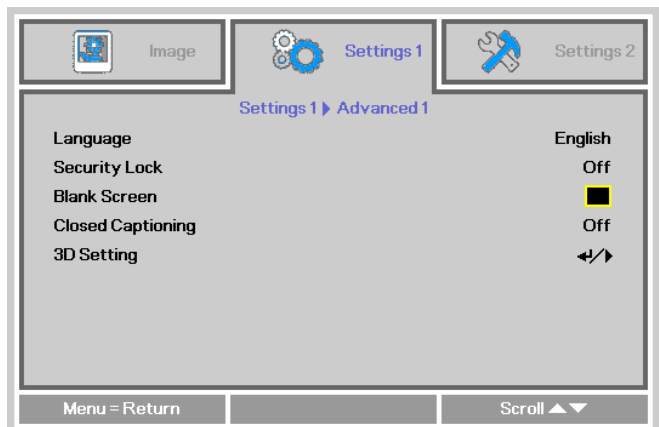 Image Settings 1 Settings 2
Settings 1 ▶ Advanced 1
Language English
Security Lock Off
Blank Screen
Closed Captioning Off
3D Setting ↵/▶
Menu = Return Scroll ▲▼